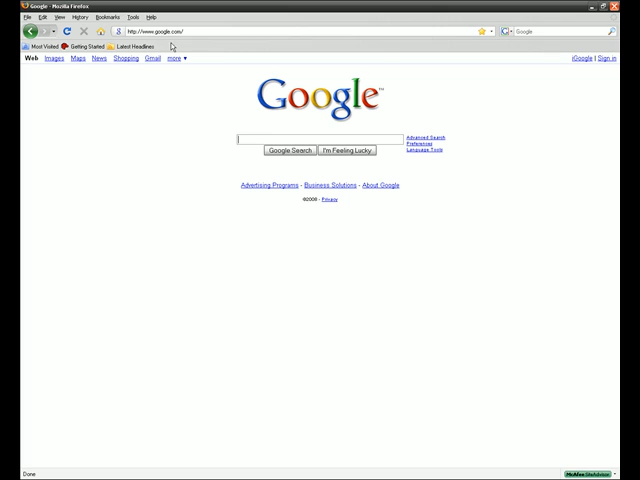 Google - Mozilla Firefox
File Edit View History Bookmarks Tools Help
http://www.google.com/ Google
Most Visited Getting Started Latest Headlines
Web Images Maps News Shopping Gmail more ▼ iGoogle | Sign in
Google™
Advanced Search
Preferences
Language Tools
Google Search I'm Feeling Lucky
Advertising Programs - Business Solutions - About Google
©2008 - Privacy
Done McAfee SiteAdvisor